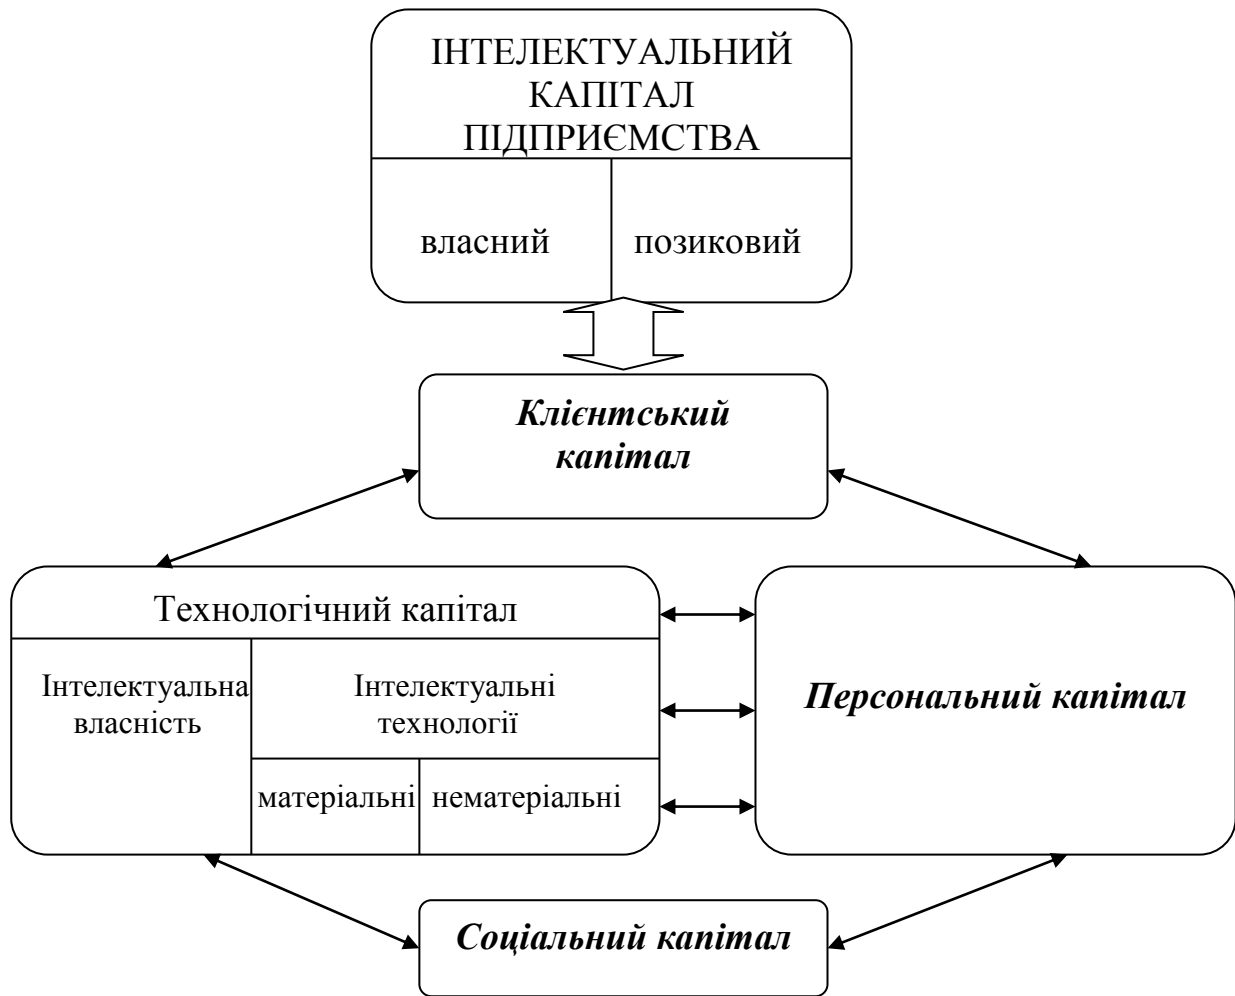 ІНТЕЛЕКТУАЛЬНИЙ
КАПІТАЛ
ПІДПРИЄМСТВА
власний
позиковий
Клієнтський
капітал
Технологічний капітал
Інтелектуальна
власність
Інтелектуальні
технології
матеріальні
нематеріальні
Персональний капітал
Соціальний капітал